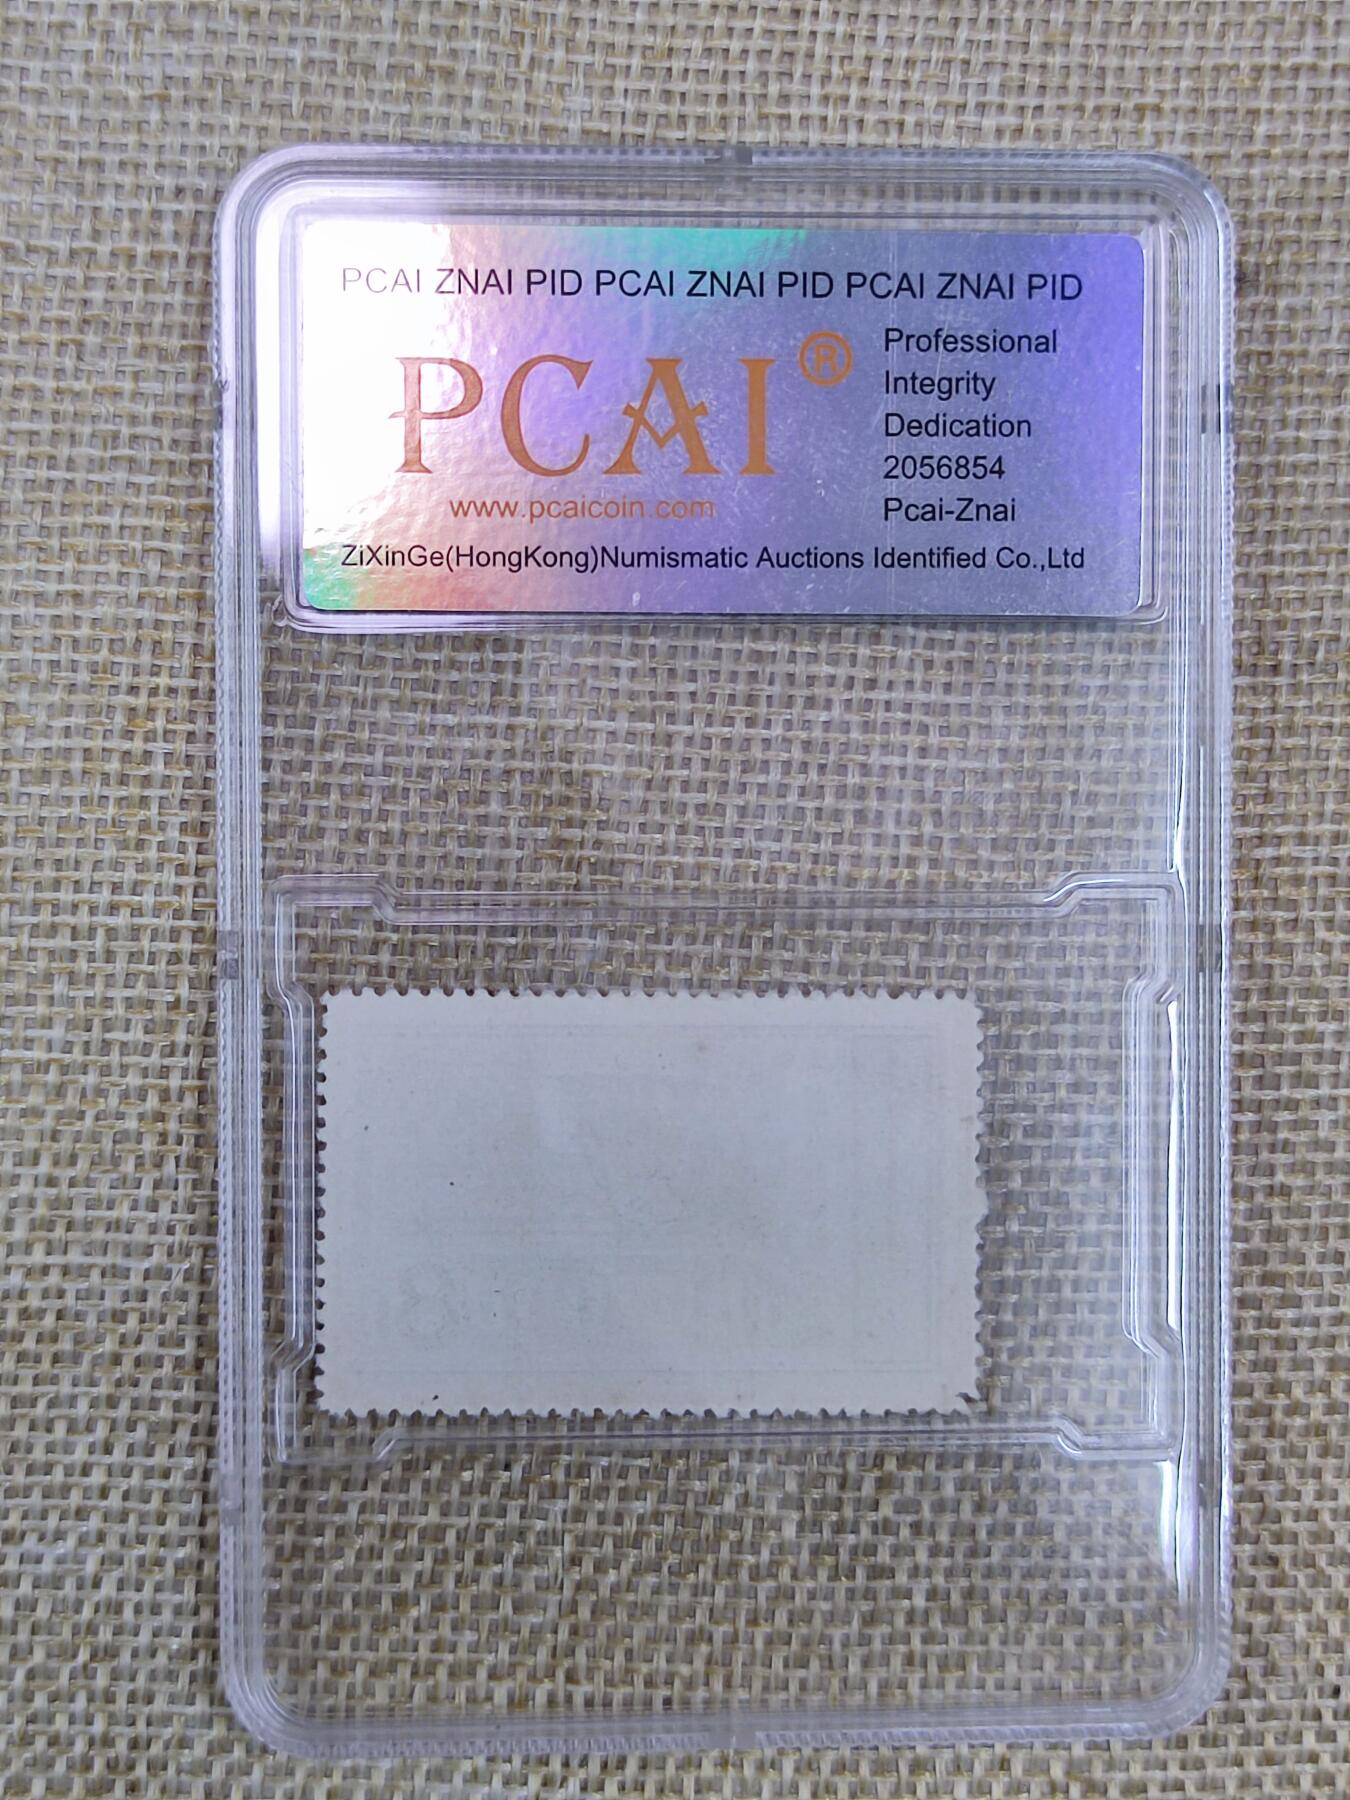 PCAI ZNAI PID PCAI ZNAI PID PCAI ZNAI PID
PCAI®
www.pcaicoin.com
Professional
Integrity
Dedication
2056854
Pcai-Znai
ZiXinGe(HongKong)Numismatic Auctions Identified Co.,Ltd